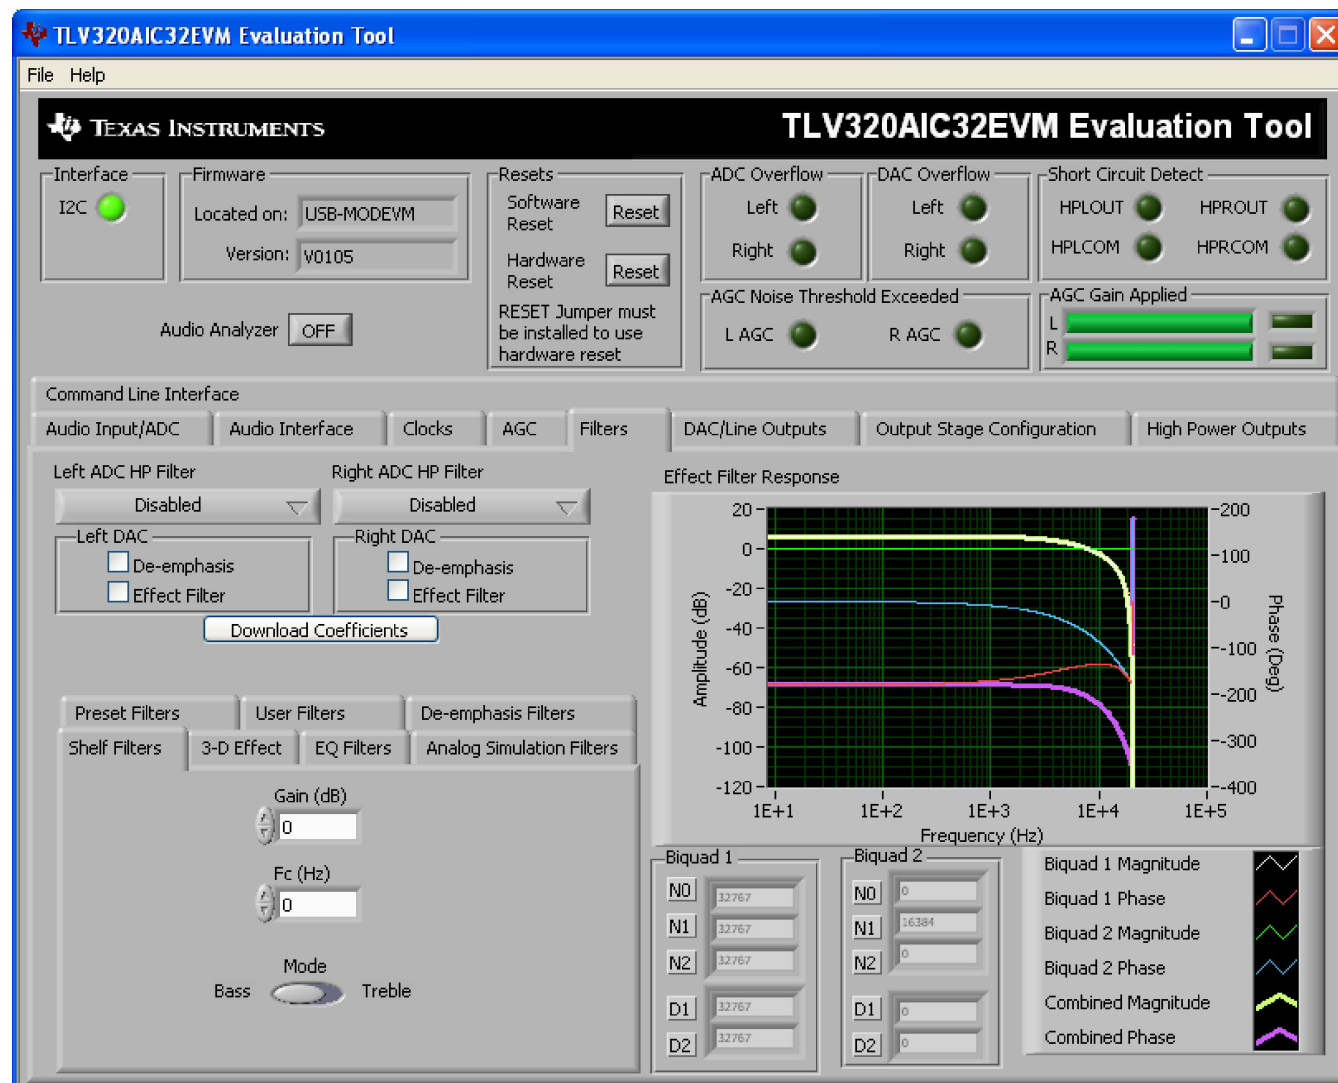 TLV320AIC32EVM Evaluation Tool
File Help
TEXAS INSTRUMENTS
TLV320AIC32EVM Evaluation Tool
Interface
I2C
Firmware
Located on: USB-MODEVM
Version: V0105
Audio Analyzer OFF
Resets
Software Reset Reset
Hardware Reset Reset
RESET Jumper must
be installed to use
hardware reset
ADC Overflow
Left
Right
DAC Overflow
Left
Right
Short Circuit Detect
HPLOUT HPROUT
HPLCOM HPRCOM
AGC Noise Threshold Exceeded
L AGC R AGC
AGC Gain Applied
L
R
Command Line Interface
Audio Input/ADC Audio Interface Clocks AGC Filters DAC/Line Outputs Output Stage Configuration High Power Outputs
Left ADC HP Filter Right ADC HP Filter
Disabled Disabled
Left DAC
De-emphasis
Effect Filter
Right DAC
De-emphasis
Effect Filter
Download Coefficients
Preset Filters User Filters De-emphasis Filters
Shelf Filters 3-D Effect EQ Filters Analog Simulation Filters
Gain (dB)
0
Fc (Hz)
0
Mode
Bass Treble
Effect Filter Response
Amplitude (dB)
20
0
-20
-40
-60
-80
-100
-120
-200
-100
-0
--100
--200
--300
--400
Phase (Deg)
1E+1 1E+2 1E+3 1E+4 1E+5
Frequency (Hz)
Biquad 1
N0 32767
N1 32767
N2 32767
D1 32767
D2 32767
Biquad 2
N0 0
N1 16384
N2 0
D1 0
D2 0
Biquad 1 Magnitude
Biquad 1 Phase
Biquad 2 Magnitude
Biquad 2 Phase
Combined Magnitude
Combined Phase